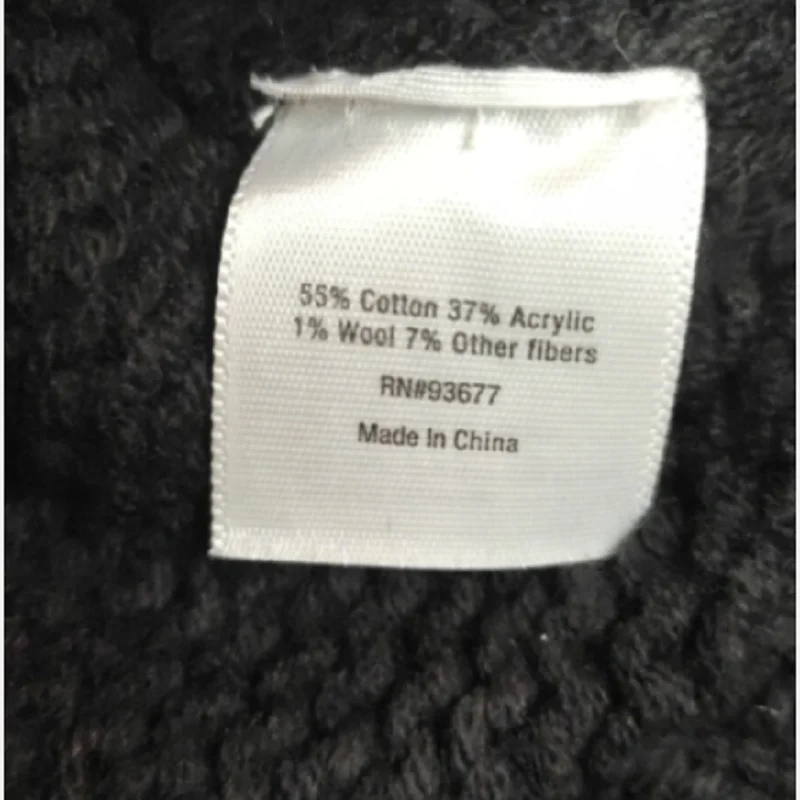 55% Cotton 37% Acrylic
1% Wool 7% Other fibers
RN#93677
Made In China